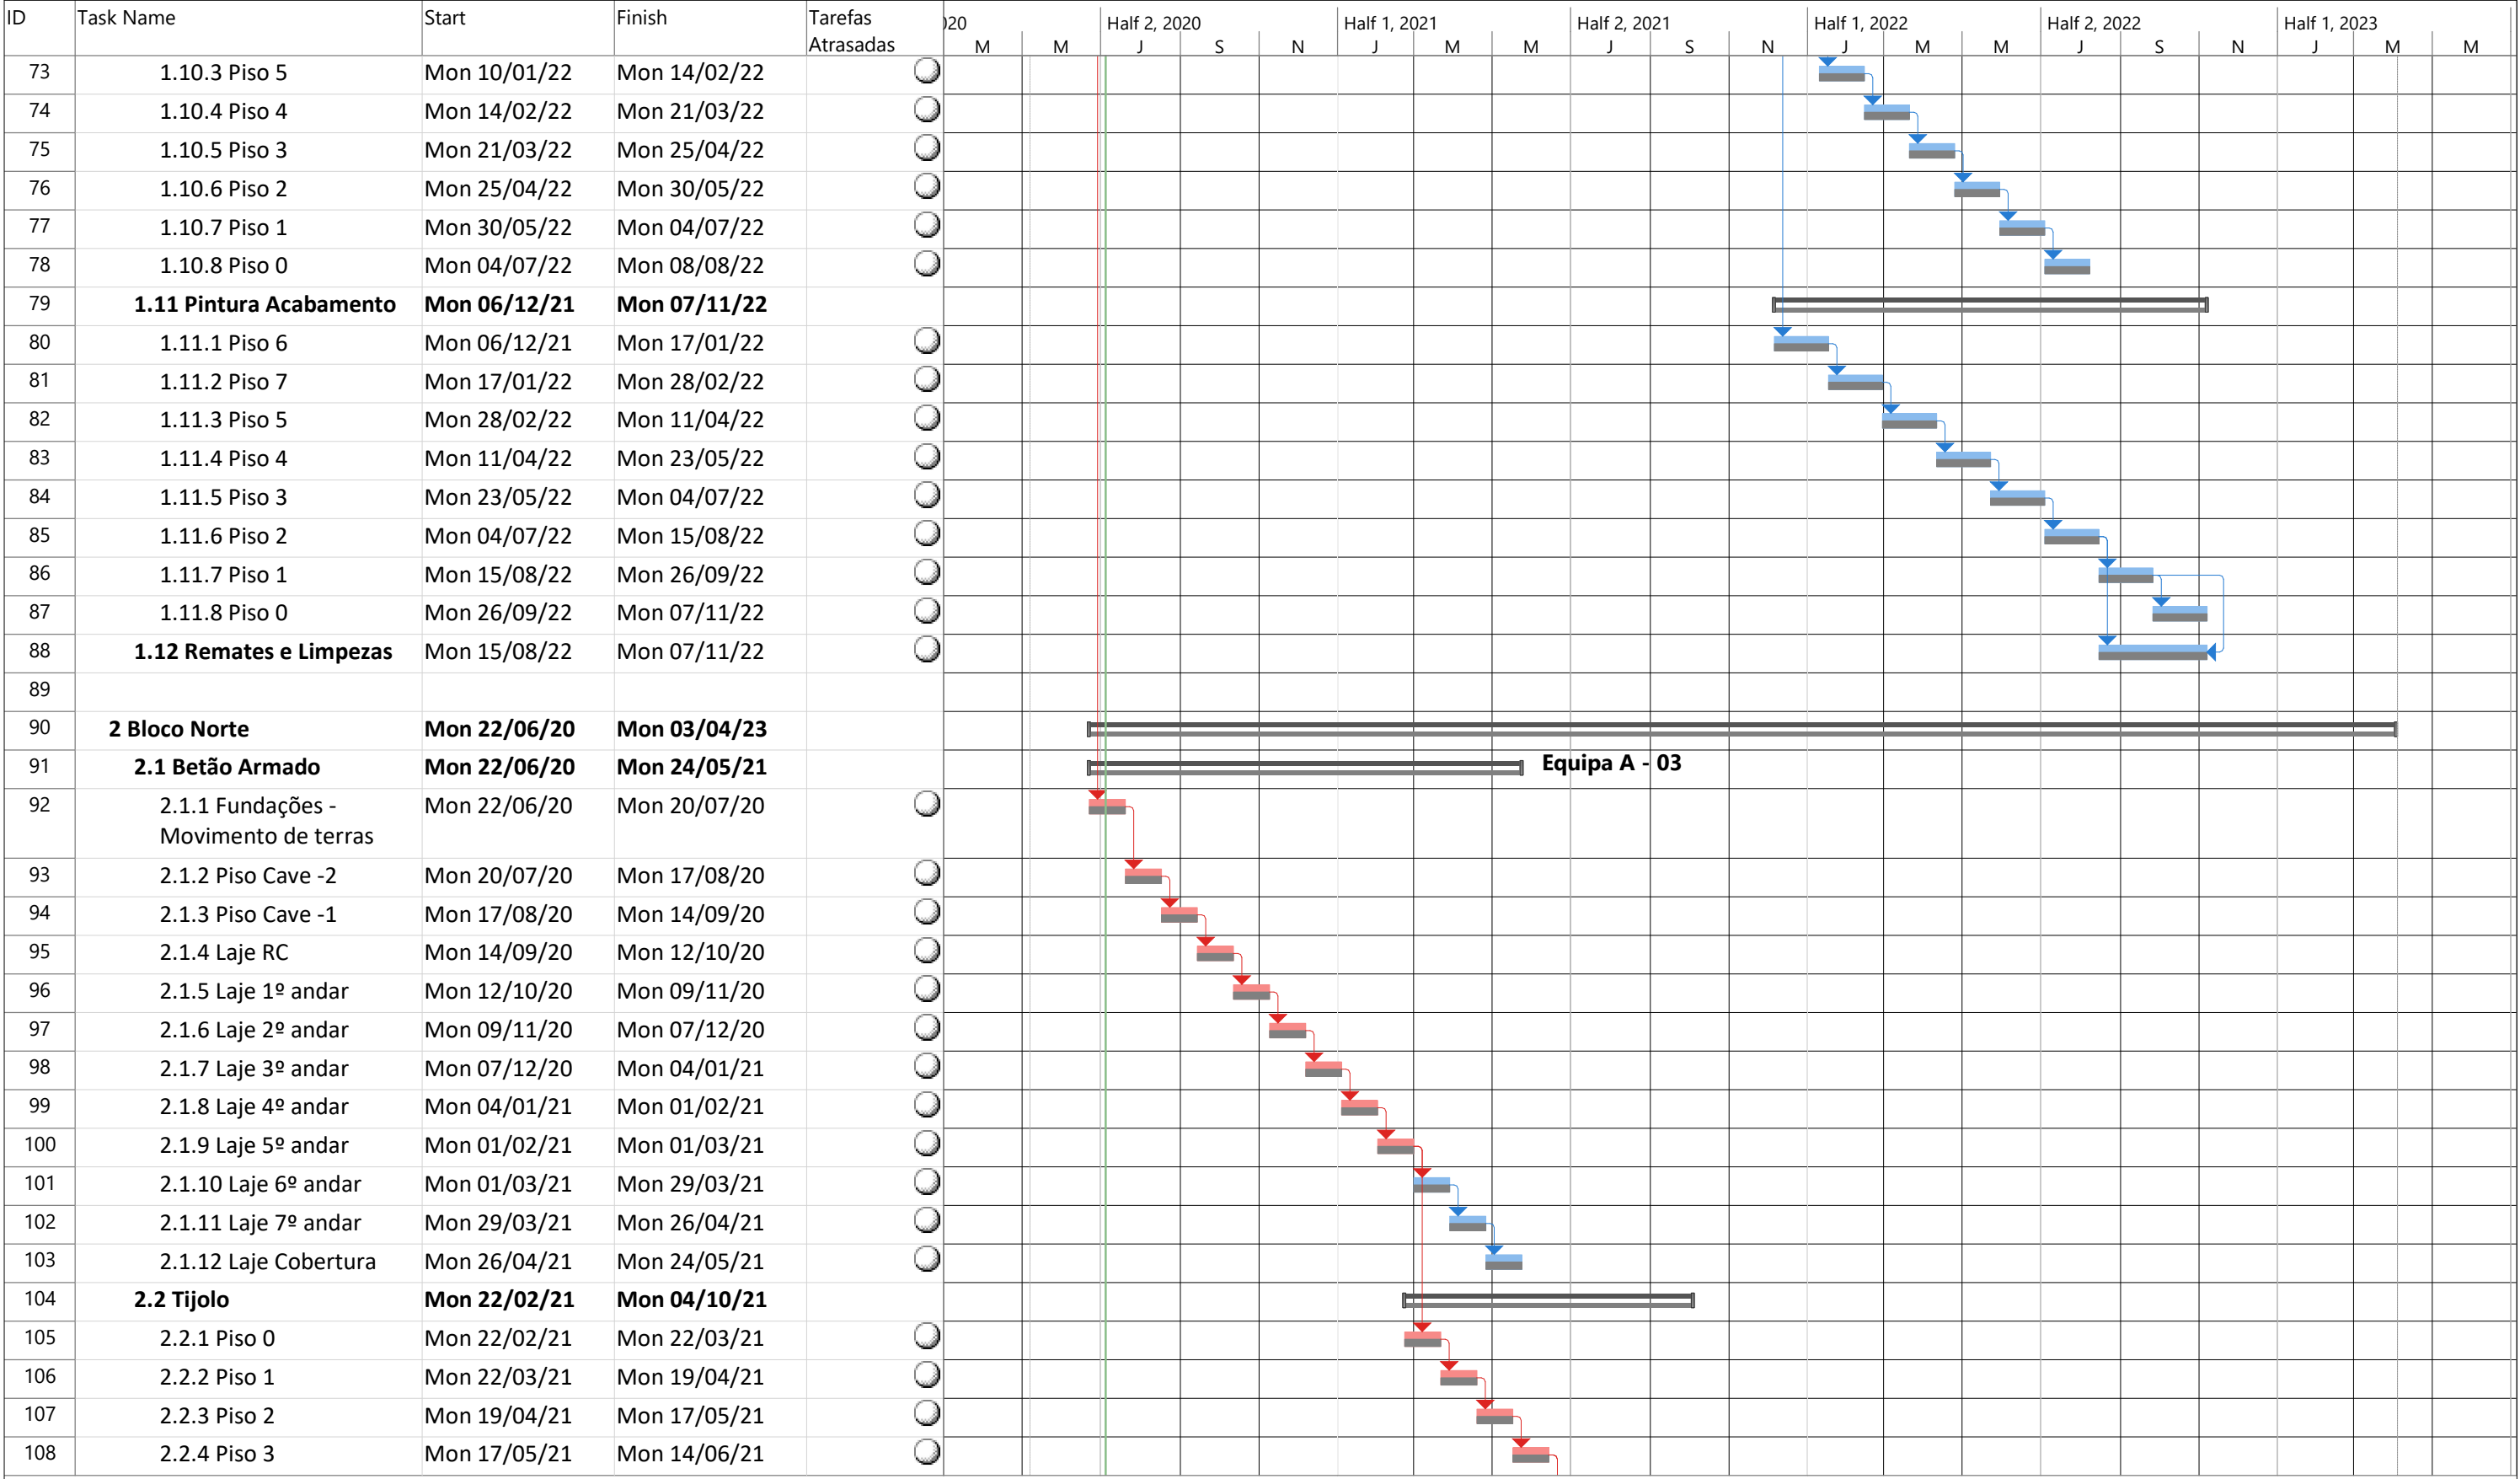 ID Task Name Start Finish Tarefas Atrasadas
020 Half 2, 2020 Half 1, 2021 Half 2, 2021 Half 1, 2022 Half 2, 2022 Half 1, 2023
M M J S N J M M J S N J M M J S N J M M
73 1.10.3 Piso 5 Mon 10/01/22 Mon 14/02/22
74 1.10.4 Piso 4 Mon 14/02/22 Mon 21/03/22
75 1.10.5 Piso 3 Mon 21/03/22 Mon 25/04/22
76 1.10.6 Piso 2 Mon 25/04/22 Mon 30/05/22
77 1.10.7 Piso 1 Mon 30/05/22 Mon 04/07/22
78 1.10.8 Piso 0 Mon 04/07/22 Mon 08/08/22
79 1.11 Pintura Acabamento Mon 06/12/21 Mon 07/11/22
80 1.11.1 Piso 6 Mon 06/12/21 Mon 17/01/22
81 1.11.2 Piso 7 Mon 17/01/22 Mon 28/02/22
82 1.11.3 Piso 5 Mon 28/02/22 Mon 11/04/22
83 1.11.4 Piso 4 Mon 11/04/22 Mon 23/05/22
84 1.11.5 Piso 3 Mon 23/05/22 Mon 04/07/22
85 1.11.6 Piso 2 Mon 04/07/22 Mon 15/08/22
86 1.11.7 Piso 1 Mon 15/08/22 Mon 26/09/22
87 1.11.8 Piso 0 Mon 26/09/22 Mon 07/11/22
88 1.12 Remates e Limpezas Mon 15/08/22 Mon 07/11/22
89
90 2 Bloco Norte Mon 22/06/20 Mon 03/04/23
91 2.1 Betão Armado Mon 22/06/20 Mon 24/05/21 Equipa A - 03
92 2.1.1 Fundações - Mon 22/06/20 Mon 20/07/20
Movimento de terras
93 2.1.2 Piso Cave -2 Mon 20/07/20 Mon 17/08/20
94 2.1.3 Piso Cave -1 Mon 17/08/20 Mon 14/09/20
95 2.1.4 Laje RC Mon 14/09/20 Mon 12/10/20
96 2.1.5 Laje 1º andar Mon 12/10/20 Mon 09/11/20
97 2.1.6 Laje 2º andar Mon 09/11/20 Mon 07/12/20
98 2.1.7 Laje 3º andar Mon 07/12/20 Mon 04/01/21
99 2.1.8 Laje 4º andar Mon 04/01/21 Mon 01/02/21
100 2.1.9 Laje 5º andar Mon 01/02/21 Mon 01/03/21
101 2.1.10 Laje 6º andar Mon 01/03/21 Mon 29/03/21
102 2.1.11 Laje 7º andar Mon 29/03/21 Mon 26/04/21
103 2.1.12 Laje Cobertura Mon 26/04/21 Mon 24/05/21
104 2.2 Tijolo Mon 22/02/21 Mon 04/10/21
105 2.2.1 Piso 0 Mon 22/02/21 Mon 22/03/21
106 2.2.2 Piso 1 Mon 22/03/21 Mon 19/04/21
107 2.2.3 Piso 2 Mon 19/04/21 Mon 17/05/21
108 2.2.4 Piso 3 Mon 17/05/21 Mon 14/06/21